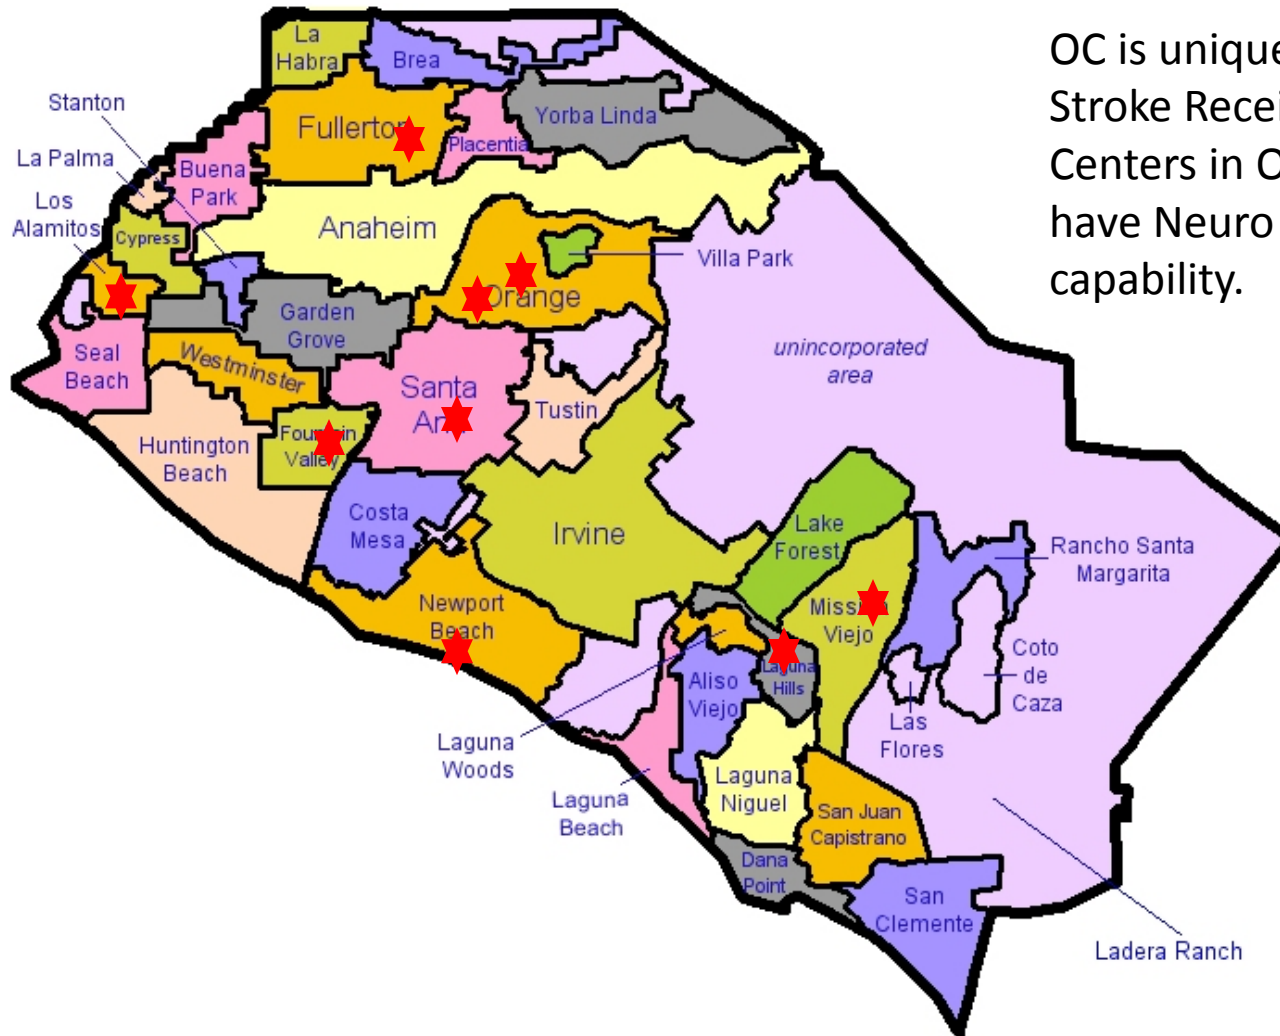 OC is unique
Stroke Recei
Centers in O
have Neuro
capability.
La
Habra
Brea
Stanton
Fullerton
Placentia
Yorba Linda
La Palma
Buena
Park
Los
Alamitos
Cypress
Anaheim
Villa Park
Orange
Garden
Grove
Seal
Beach
Westminster
unincorporated
area
Santa
Ana
Tustin
Huntington
Beach
Fountain
Valley
Costa
Mesa
Irvine
Lake
Forest
Rancho Santa
Margarita
Newport
Beach
Mission
Viejo
Coto
de
Caza
Laguna
Hills
Aliso
Viejo
Las
Flores
Laguna
Woods
Laguna
Beach
Laguna
Niguel
San Juan
Capistrano
Dana
Point
San
Clemente
Ladera Ranch